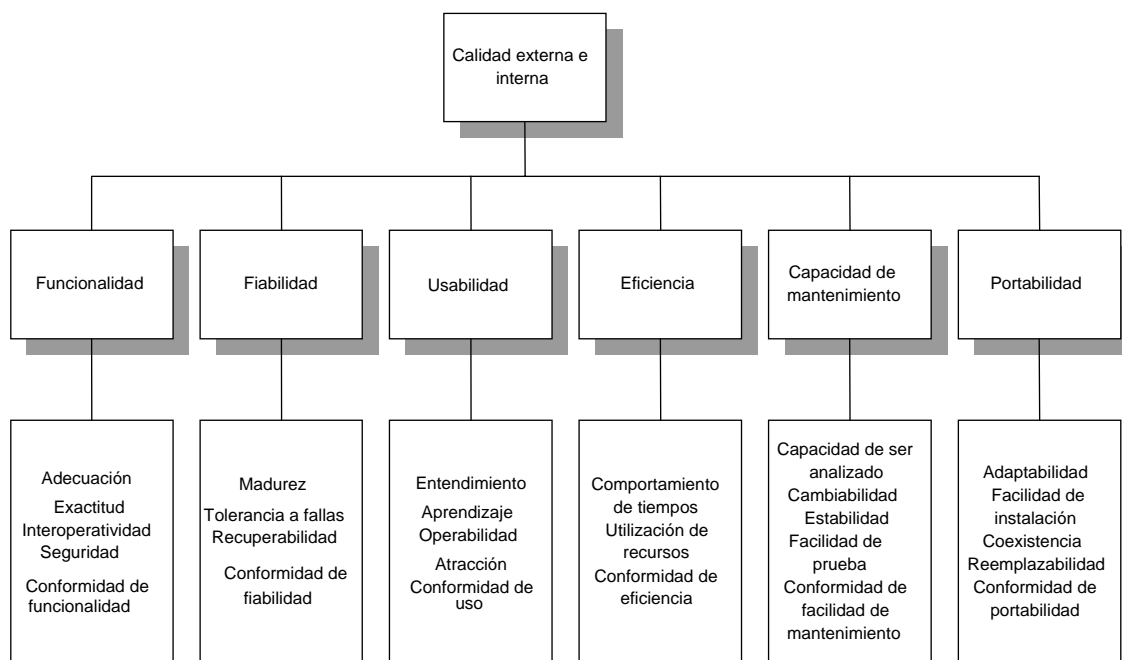 Calidad externa e
interna
Funcionalidad
Fiabilidad
Usabilidad
Eficiencia
Capacidad de
mantenimiento
Portabilidad
Adecuación
Exactitud
Interoperatividad
Seguridad
Conformidad de
funcionalidad
Madurez
Tolerancia a fallas
Recuperabilidad
Conformidad de
fiabilidad
Entendimiento
Aprendizaje
Operabilidad
Atracción
Conformidad de
uso
Comportamiento
de tiempos
Utilización de
recursos
Conformidad de
eficiencia
Capacidad de ser
analizado
Cambiabilidad
Estabilidad
Facilidad de
prueba
Conformidad de
facilidad de
mantenimiento
Adaptabilidad
Facilidad de
instalación
Coexistencia
Reemplazabilidad
Conformidad de
portabilidad